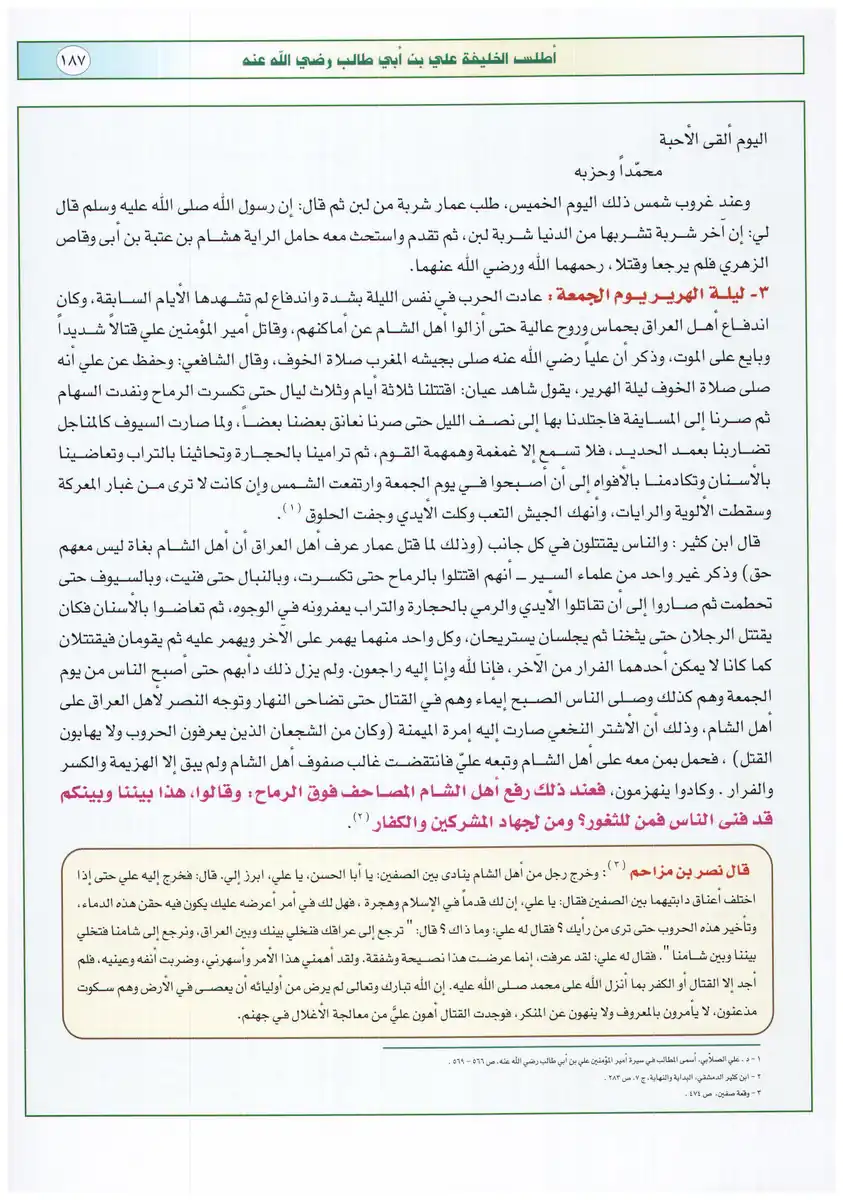 أطلس الخليفة علي بن أبي طالب رضي الله عنه
١٨٧
اليوم ألقى الأحبة
محمّداً وحزبه
وعند غروب شمس ذلك اليوم الخميس، طلب عمار شربة من لبن ثم قال: إن رسول الله صلى الله عليه وسلم قال
لي: إن آخر شربة تشربها من الدنيا شربة لبن، ثم تقدم واستحث معه حامل الراية هشام بن عتبة بن أبى وقاص
الزهري فلم يرجعا وقتلا، رحمهما الله ورضي الله عنهما.
٣- ليلة الهرير يوم الجمعة: عادت الحرب في نفس الليلة بشدة واندفاع لم تشهدها الأيام السابقة، وكان
اندفاع أهل العراق بحماس وروح عالية حتى أزالوا أهل الشام عن أماكنهم، وقاتل أمير المؤمنين علي قتالاً شديداً
وبايع على الموت، وذكر أن علياً رضي الله عنه صلى بجيشه المغرب صلاة الخوف، وقال الشافعي: وحفظ عن علي أنه
صلى صلاة الخوف ليلة الهرير، يقول شاهد عيان: اقتتلنا ثلاثة أيام وثلاث ليال حتى تكسرت الرماح ونفدت السهام
ثم صرنا إلى المسايفة فاجتلدنا بها إلى نصف الليل حتى صرنا نعانق بعضنا بعضاً، ولما صارت السيوف كالمناجل
تضاربنا بعمد الحديد، فلا تسمع إلا غمغمة وهمهمة القوم، ثم ترامينا بالحجارة وتحاثينا بالتراب وتعاضينا
بالأسنان وتكادمنا بالأفواه إلى أن أصبحوا في يوم الجمعة وارتفعت الشمس وإن كانت لا ترى من غبار المعركة
وسقطت الألوية والرايات، وأنهك الجيش التعب وكلت الأيدي وجفت الحلوق (١).
قال ابن كثير : والناس يقتتلون في كل جانب (وذلك لما قتل عمار عرف أهل العراق أن أهل الشام بغاة ليس معهم
حق) وذكر غير واحد من علماء السير ــ أنهم اقتتلوا بالرماح حتى تكسرت، وبالنبال حتى فنيت، وبالسيوف حتى
تحطمت ثم صاروا إلى أن تقاتلوا الأيدي والرمي بالحجارة والتراب يعفرونه في الوجوه، ثم تعاضوا بالأسنان فكان
يقتتل الرجلان حتى يثخنا ثم يجلسان يستريحان، وكل واحد منهما يهمر على الآخر ويهمر عليه ثم يقومان فيقتتلان
كما كانا لا يمكن أحدهما الفرار من الآخر، فإنا لله وإنا إليه راجعون. ولم يزل ذلك دأبهم حتى أصبح الناس من يوم
الجمعة وهم كذلك وصلى الناس الصبح إيماء وهم في القتال حتى تضاحى النهار وتوجه النصر لأهل العراق على
أهل الشام، وذلك أن الأشتر النخعي صارت إليه إمرة الميمنة (وكان من الشجعان الذين يعرفون الحروب ولا يهابون
القتل) ، فحمل بمن معه على أهل الشام وتبعه عليّ فانتقضت غالب صفوف أهل الشام ولم يبق إلا الهزيمة والكسر
والفرار . وكادوا ينهزمون، فعند ذلك رفع أهل الشام المصاحف فوق الرماح: وقالوا، هذا بيننا وبينكم
قد فنى الناس فمن للثغور؟ ومن لجهاد المشركين والكفار (٢).
قال نصر بن مزاحم (٣): وخرج رجل من أهل الشام ينادى بين الصفين: يا أبا الحسن، يا علي، ابرز إلي. قال: فخرج إليه علي حتى إذا
اختلف أعناق دابتيهما بين الصفين فقال: يا علي، إن لك قدماً في الإسلام وهجرة ، فهل لك في أمر أعرضه عليك يكون فيه حقن هذه الدماء،
وتأخير هذه الحروب حتى ترى من رأيك ؟ فقال له علي: وما ذاك ؟ قال: " ترجع إلى عراقك فنخلي بينك وبين العراق، ونرجع إلى شامنا فتخلي
بيننا وبين شامنا ". فقال له علي: لقد عرفت، إنما عرضت هذا نصيحة وشفقة. ولقد أهمني هذا الأمر وأسهرني، وضربت أنفه وعينيه، فلم
أجد إلا القتال أو الكفر بما أنزل الله على محمد صلى الله عليه. إن الله تبارك وتعالى لم يرض من أوليائه أن يعصى في الأرض وهم سكوت
مذعنون، لا يأمرون بالمعروف ولا ينهون عن المنكر، فوجدت القتال أهون عليَّ من معالجة الأغلال في جهنم.
١ - د . علي الصلابي، أسمى المطالب في سيرة أمير المؤمنين علي بن أبي طالب رضي الله عنه، ص ٥٦٦ - ٥٦٩ .
٢ - ابن كثير الدمشقي، البداية والنهاية، ج ٧، ص ٢٨٣ .
٣ - وقعة صفين، ص ٤٧٤ .